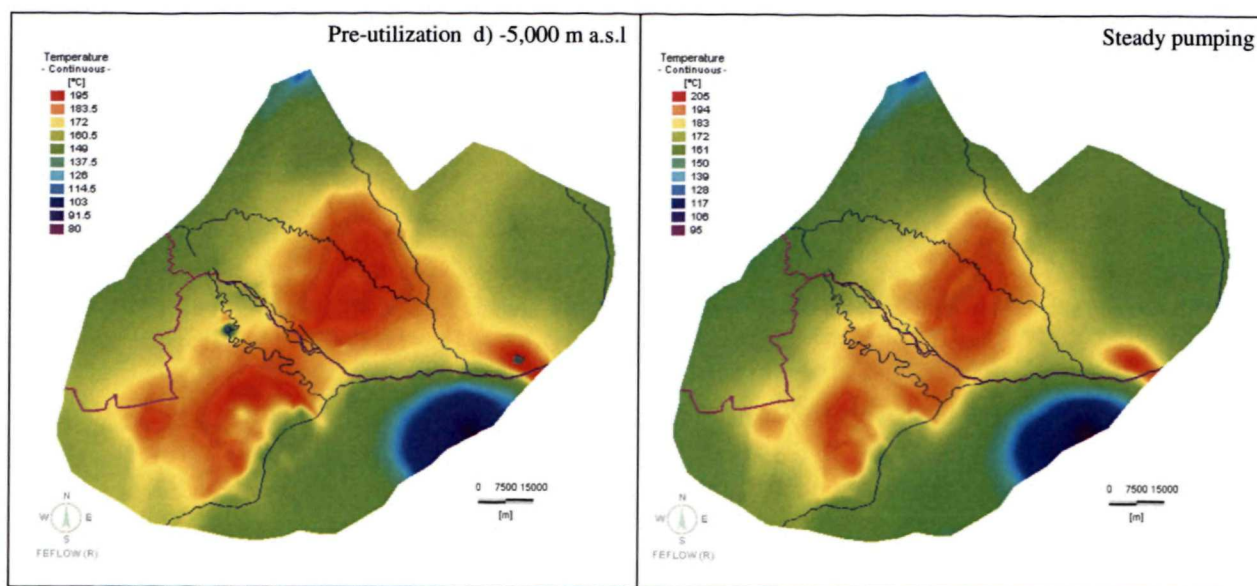 Pre-utilization d) -5,000 m a.s.l
Temperature
- Continuous -
[°C]
195
183.5
172
160.5
149
137.5
126
114.5
103
91.5
80
N
W E
S
FEFLOW (R)
0 7500 15000
[m]
Steady pumping
Temperature
- Continuous -
[°C]
205
194
183
172
161
150
139
128
117
106
95
N
W E
S
FEFLOW (R)
0 7500 15000
[m]